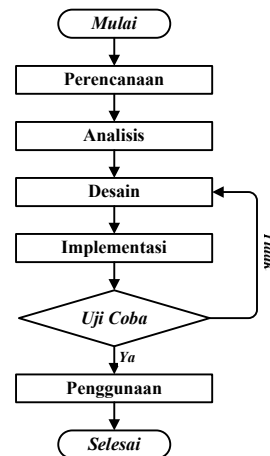 Mulai
Perencanaan
Analisis
Desain
Implementasi
Tidak
Uji Coba
Ya
Penggunaan
Selesai